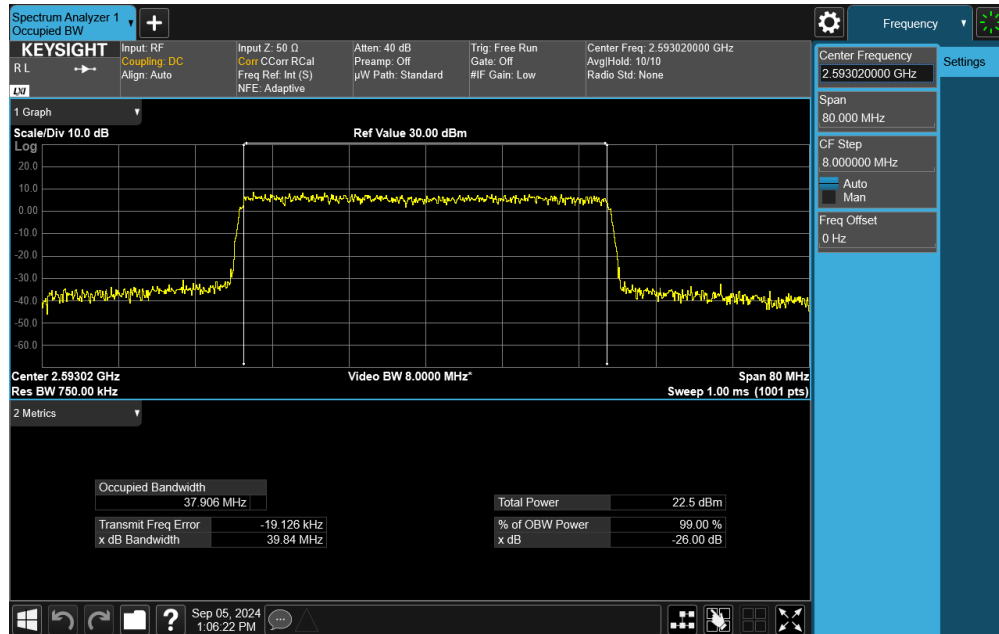 Spectrum Analyzer 1
Occupied BW
Frequency
KEYSIGHT
R L
LXI
Input: RF
Coupling: DC
Align: Auto
Input Z: 50 Ω
Corr CCorr RCal
Freq Ref: Int (S)
NFE: Adaptive
Atten: 40 dB
Preamp: Off
µW Path: Standard
Trig: Free Run
Gate: Off
#IF Gain: Low
Center Freq: 2.593020000 GHz
Avg|Hold: 10/10
Radio Std: None
Center Frequency
2.593020000 GHz
Settings
Span
80.000 MHz
CF Step
8.000000 MHz
Auto
Man
Freq Offset
0 Hz
1 Graph
Scale/Div 10.0 dB
Ref Value 30.00 dBm
Log
20.0
10.0
0.00
-10.0
-20.0
-30.0
-40.0
-50.0
-60.0
Center 2.59302 GHz
Video BW 8.0000 MHz*
Span 80 MHz
Res BW 750.00 kHz
Sweep 1.00 ms (1001 pts)
2 Metrics
Occupied Bandwidth
37.906 MHz
Total Power 22.5 dBm
Transmit Freq Error -19.126 kHz
% of OBW Power 99.00 %
x dB Bandwidth 39.84 MHz
x dB -26.00 dB
Sep 05, 2024
1:06:22 PM